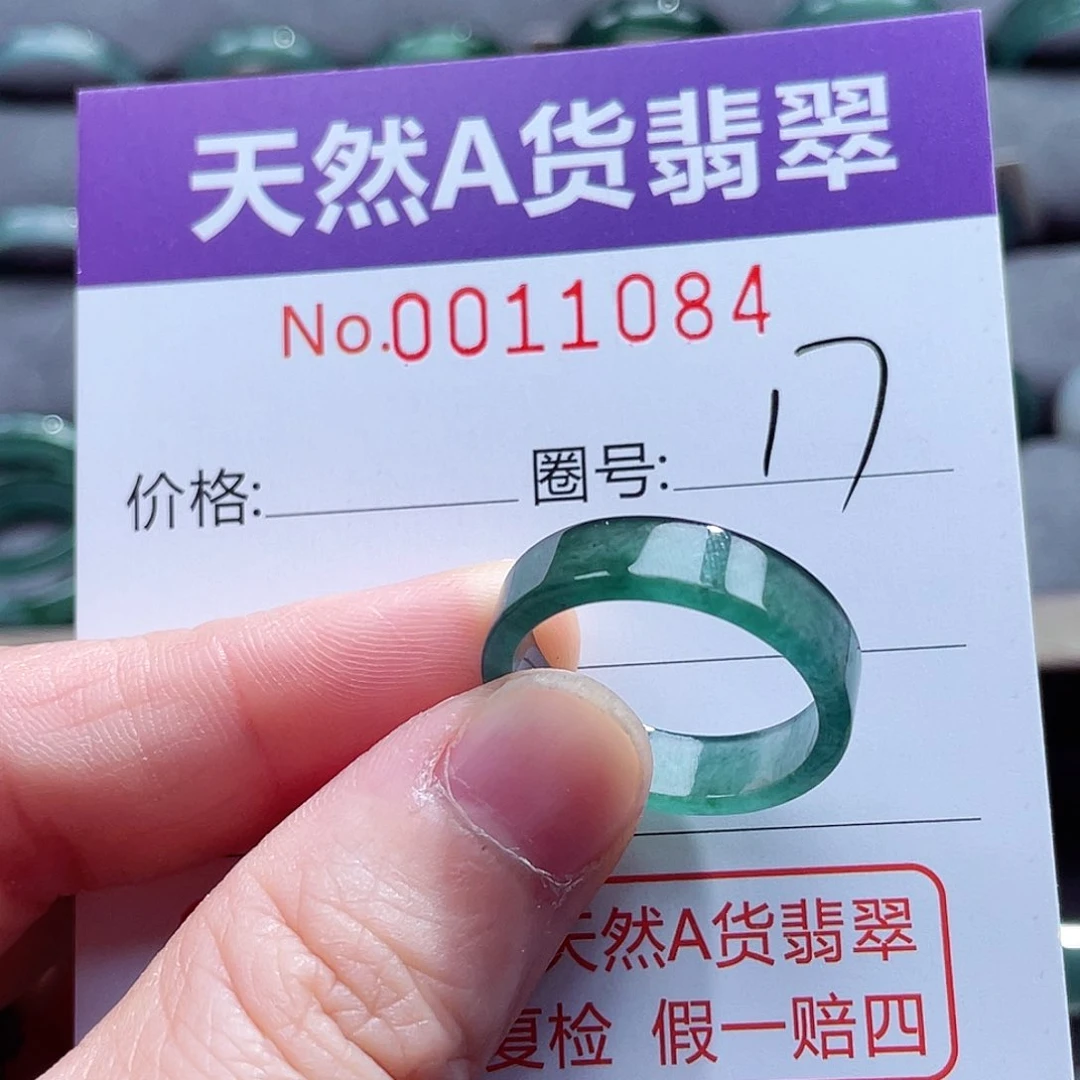 天然A货翡翠
No.0011084
价格: 圈号: 17
天然A货翡翠
复检 假一赔四